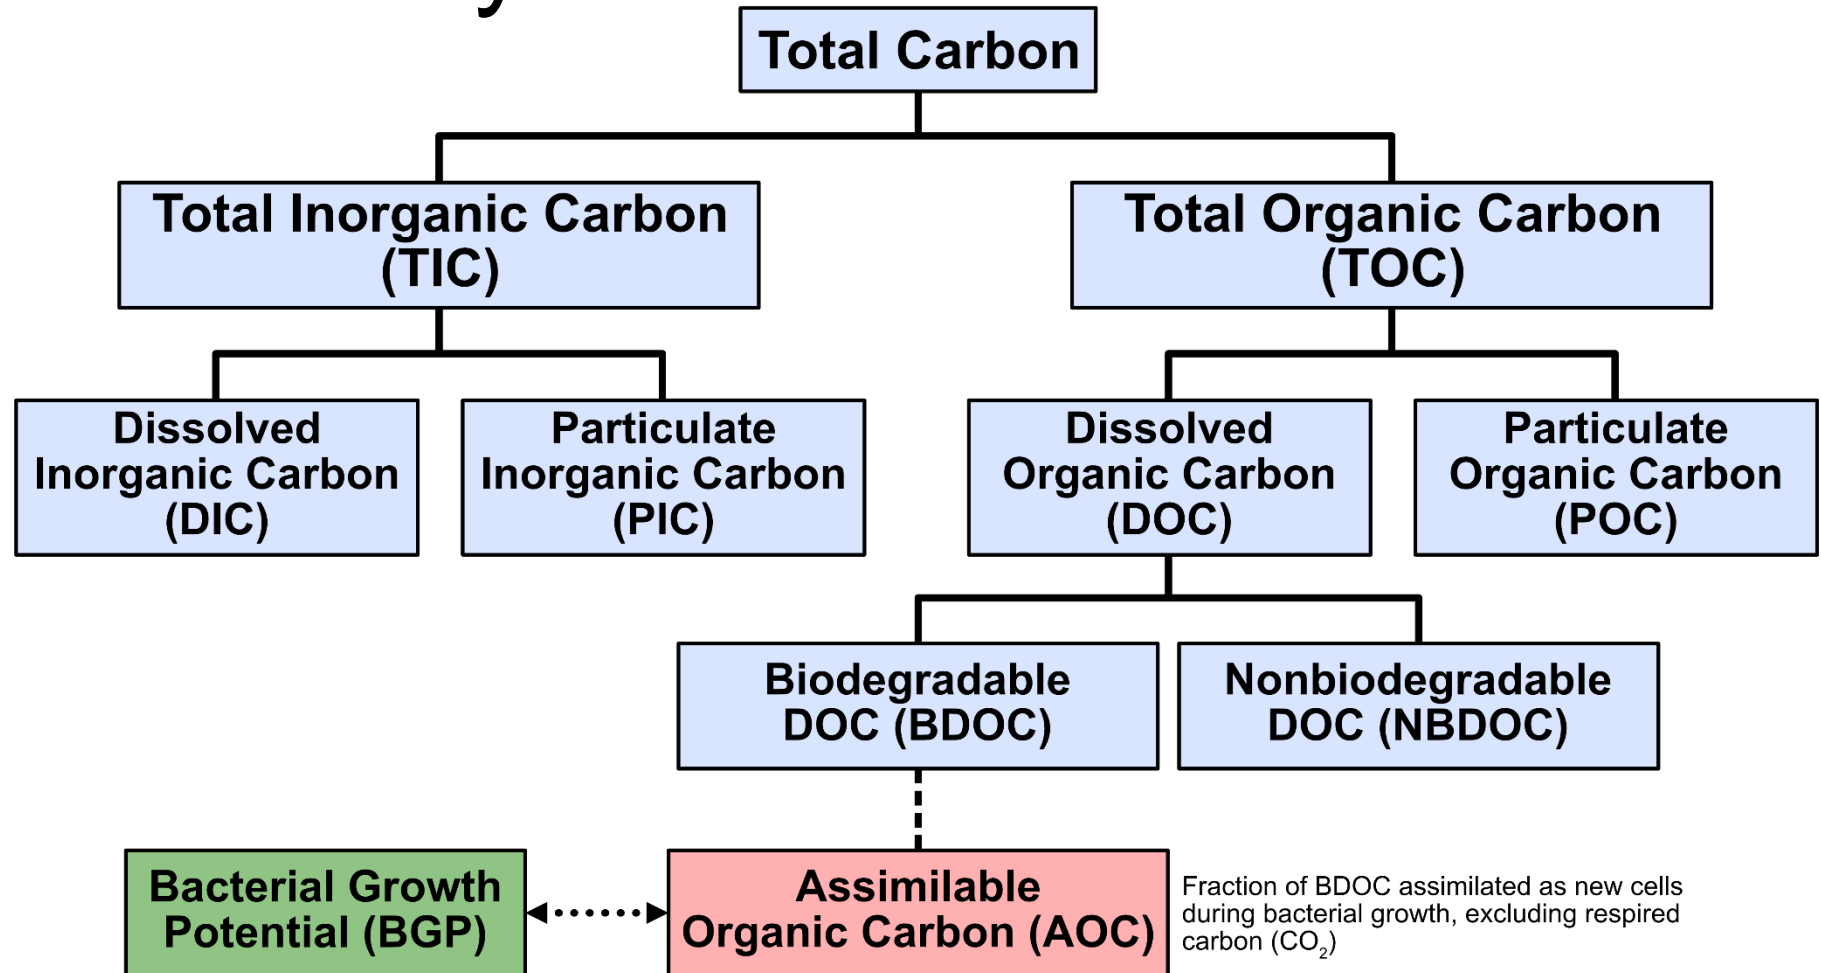 Total Carbon
Total Inorganic Carbon
(TIC)
Total Organic Carbon
(TOC)
Dissolved
Inorganic Carbon
(DIC)
Particulate
Inorganic Carbon
(PIC)
Dissolved
Organic Carbon
(DOC)
Particulate
Organic Carbon
(POC)
Biodegradable
DOC (BDOC)
Nonbiodegradable
DOC (NBDOC)
Bacterial Growth
Potential (BGP)
Assimilable
Organic Carbon (AOC)
Fraction of BDOC assimilated as new cells
during bacterial growth, excluding respired
carbon (CO₂)